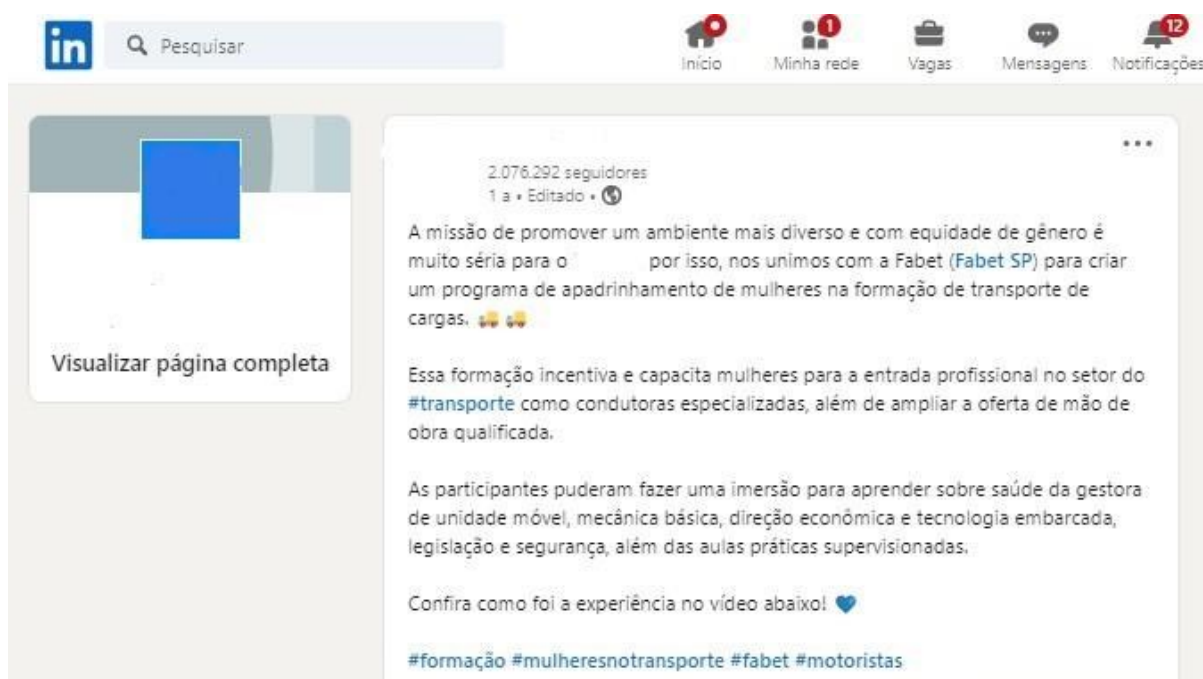 in
Pesquisar
1
12
Início
Minha rede
Vagas
Mensagens
Notificações
2.076.292 seguidores
1 a • Editado •
A missão de promover um ambiente mais diverso e com equidade de gênero é
muito séria para o por isso, nos unimos com a Fabet (Fabet SP) para criar
um programa de apadrinhamento de mulheres na formação de transporte de
cargas. 🚚 🚚
Visualizar página completa
Essa formação incentiva e capacita mulheres para a entrada profissional no setor do
#transporte como condutoras especializadas, além de ampliar a oferta de mão de
obra qualificada.
As participantes puderam fazer uma imersão para aprender sobre saúde da gestora
de unidade móvel, mecânica básica, direção econômica e tecnologia embarcada,
legislação e segurança, além das aulas práticas supervisionadas.
Confira como foi a experiência no vídeo abaixo! 💙
#formação #mulheresnotransporte #fabet #motoristas